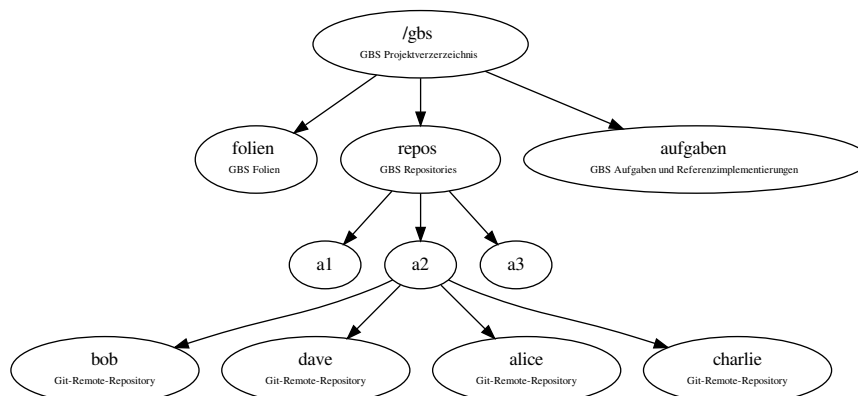 /gbs
GBS Projektverzerzeichnis
folien
GBS Folien
repos
GBS Repositories
aufgaben
GBS Aufgaben und Referenzimplementierungen
a1
a2
a3
bob
Git-Remote-Repository
dave
Git-Remote-Repository
alice
Git-Remote-Repository
charlie
Git-Remote-Repository